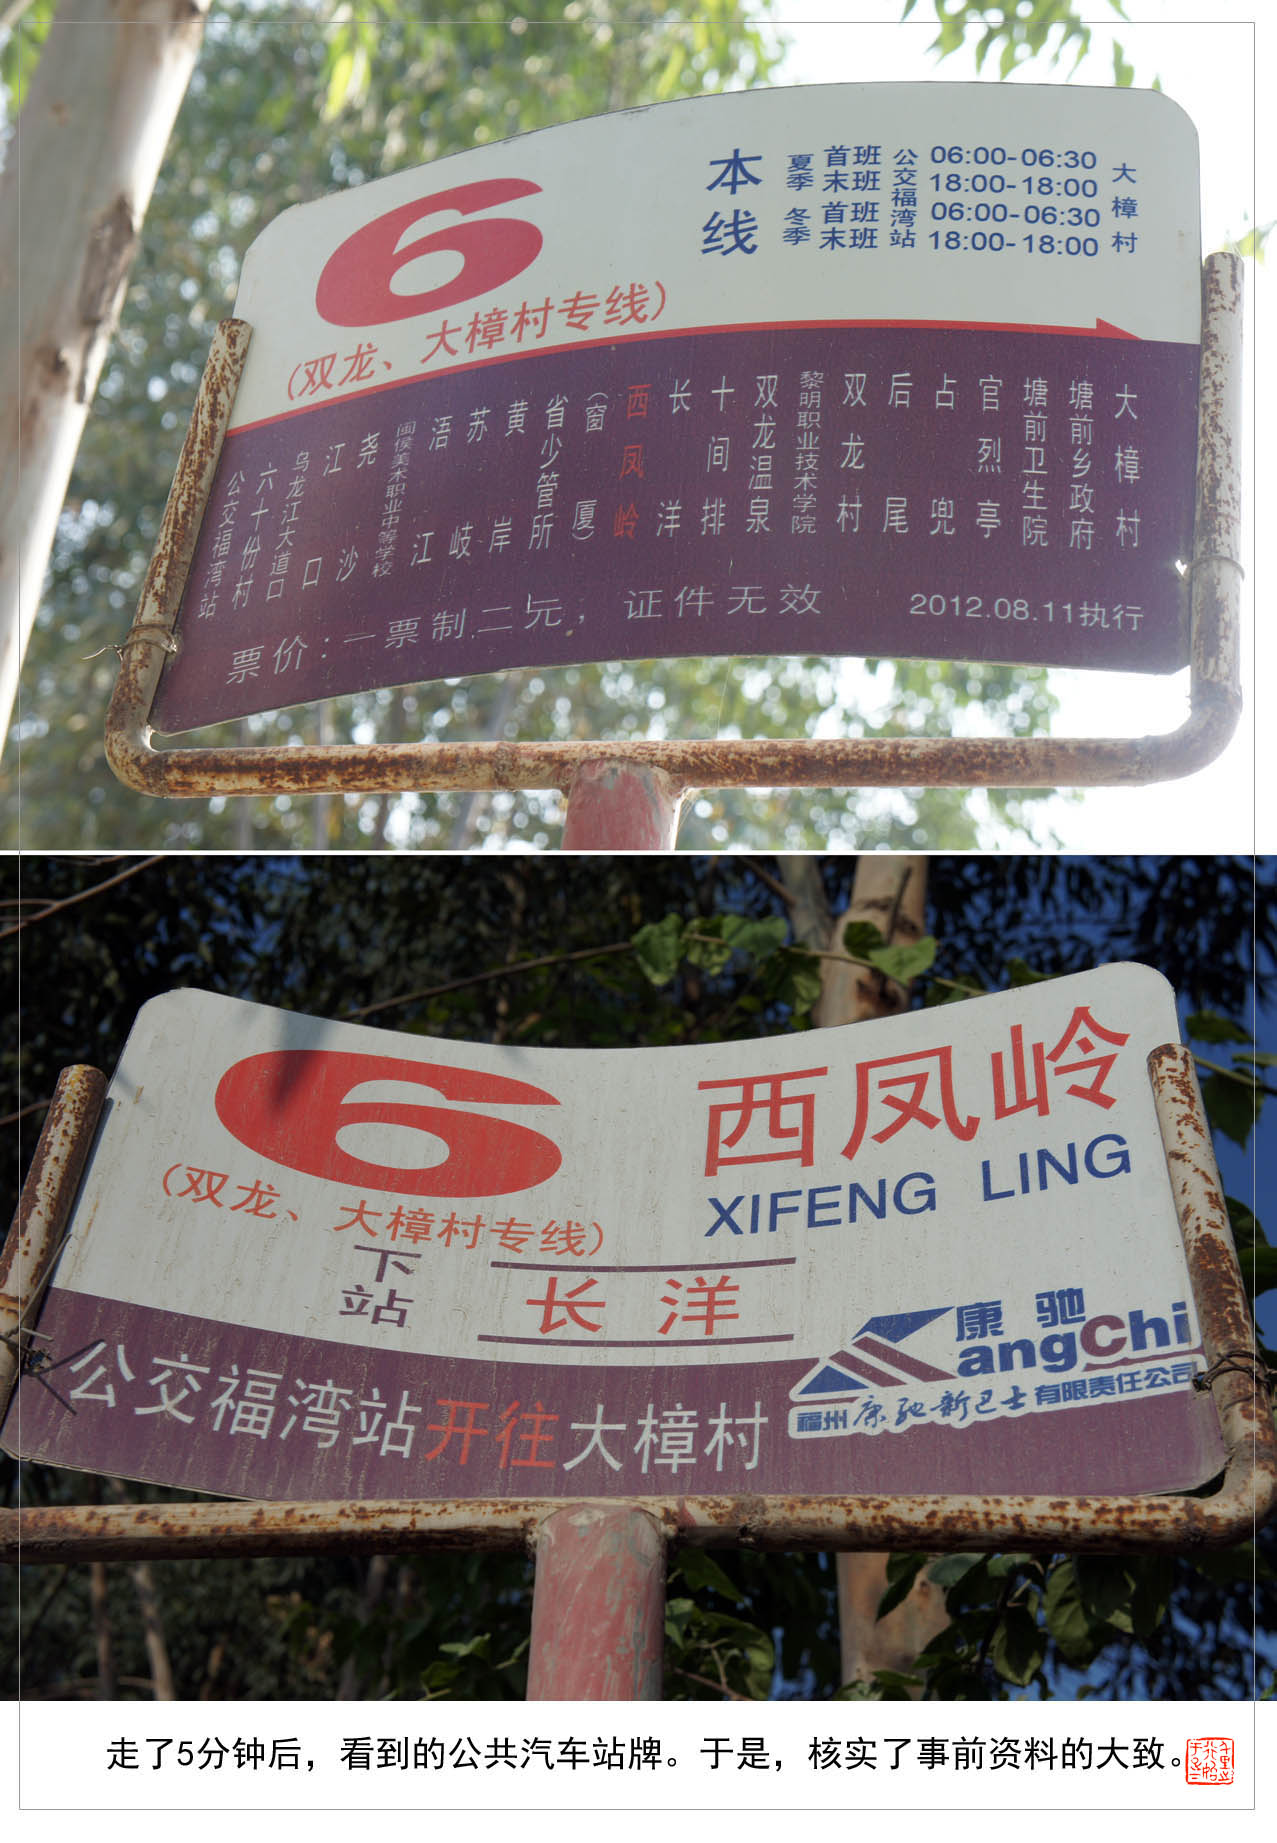 6
(双龙、大樟村专线)
本线
夏季 首班 公交福湾站 06:00-06:30 大樟村
末班 18:00-18:00
冬季 首班 06:00-06:30
末班 18:00-18:00
公交福湾站
六十份村
乌龙江大道口
江口
尧沙
闽侯美术职业中等学校
浯江
苏岐
黄岸
省少管所
(窗厦)
西凤岭
长洋
十间排
双龙温泉
黎明职业技术学院
双龙村
后尾
占兜
官烈亭
塘前卫生院
塘前乡政府
大樟村
票价:一票制二元，证件无效
2012.08.11执行
6
(双龙、大樟村专线)
西凤岭
XIFENG LING
下站
长洋
康驰
KangChi
福州康驰新巴士有限责任公司
公交福湾站开往大樟村
走了5分钟后，看到的公共汽车站牌。于是，核实了事前资料的大致。